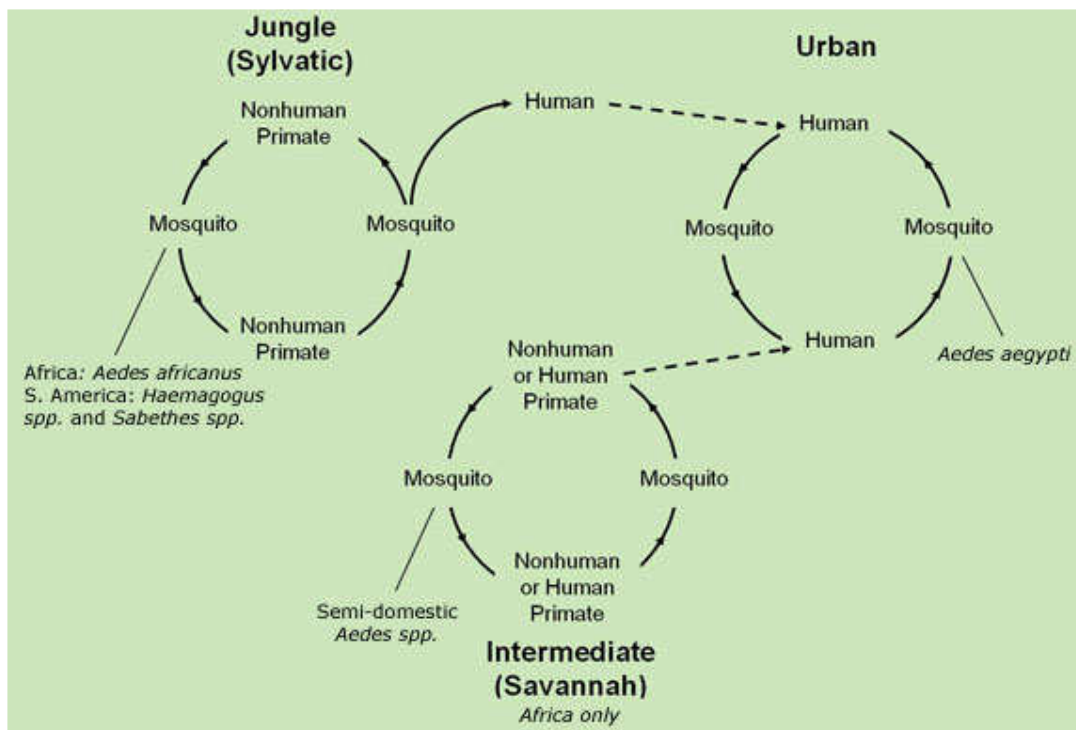 Jungle
(Sylvatic)
Nonhuman
Primate
Mosquito
Mosquito
Nonhuman
Primate
Africa: Aedes africanus
S. America: Haemagogus
spp. and Sabethes spp.
Human
Urban
Human
Mosquito
Mosquito
Human
Aedes aegypti
Nonhuman
or Human
Primate
Mosquito
Mosquito
Nonhuman
or Human
Primate
Semi-domestic
Aedes spp.
Intermediate
(Savannah)
Africa only